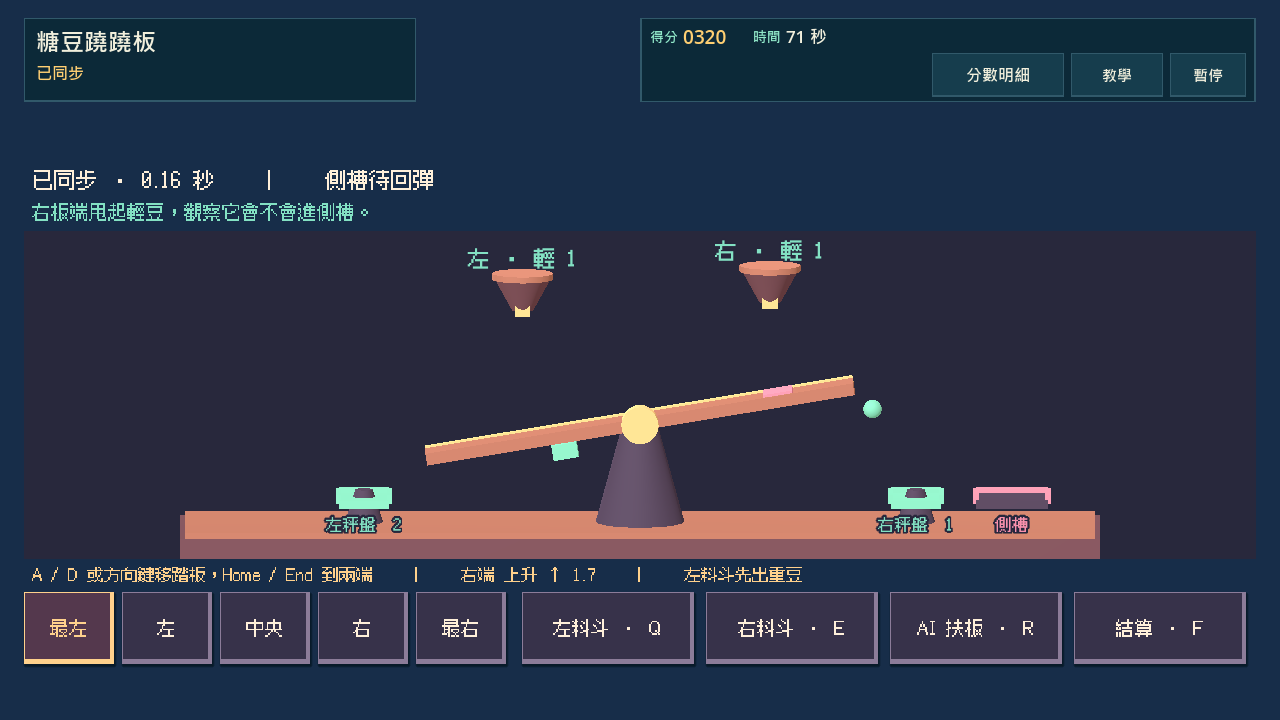 糖豆蹺蹺板
已同步
得分 0320 時間 71 秒
分數明細 教學 暫停
已同步 · 0.16 秒 | 側槽待回彈
右板端甩起輕豆，觀察它會不會進側槽。
左 · 輕 1
右 · 輕 1
左秤盤 2
右秤盤 1
側槽
A / D 或方向鍵移踏板，Home / End 到兩端 | 右端 上升 ↑ 1.7 | 左料斗先出重豆
最左 左 中央 右 最右 左料斗 · Q 右料斗 · E AI 扶板 · R 結算 · F